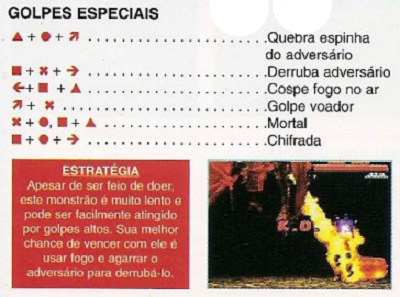 GOLPES ESPECIAIS
▲ + ● + ↗ ..............................Quebra espinha
do adversário
■ + ✖ + → ..............................Derruba adversário
←+ ■ + ▲ ..............................Cospe fogo no ar
↗ + ✖ ..............................Golpe voador
✖ + ●, ■ + ▲ ..............................Mortal
■ + ● + → ..............................Chifrada
ESTRATÉGIA
Apesar de ser feio de doer,
este monstrão é muito lento e
pode ser facilmente atingido
por golpes altos. Sua melhor
chance de vencer com ele é
usar fogo e agarrar o
adversário para derrubá-lo.
K.O.